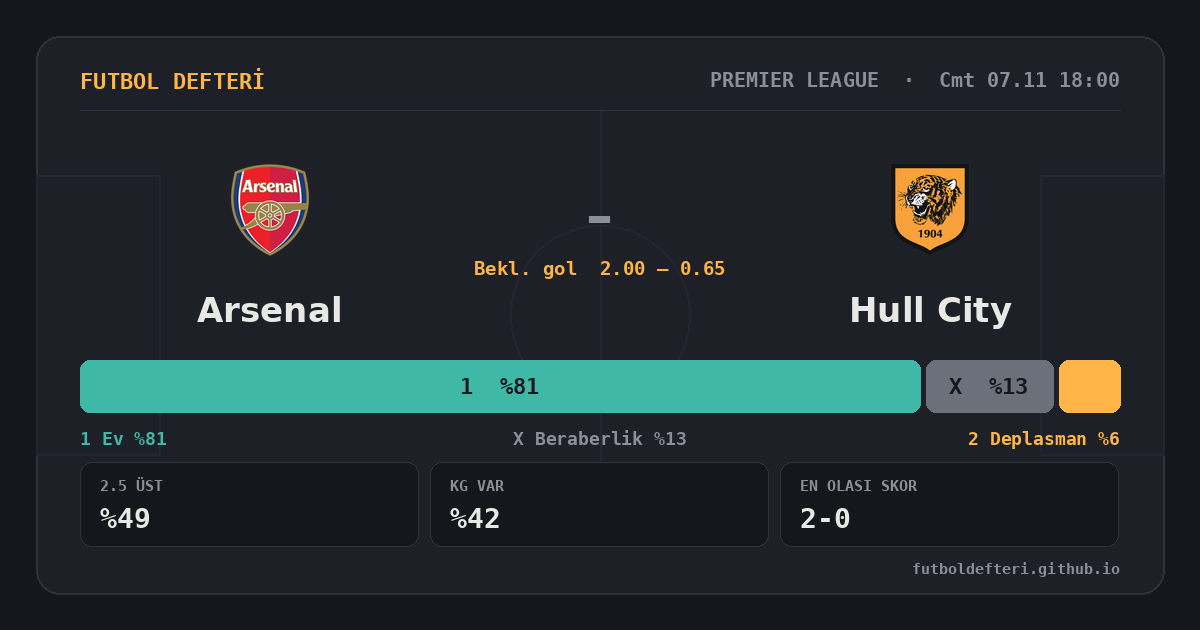 FUTBOL DEFTERİ
PREMIER LEAGUE · Cmt 07.11 18:00
Arsenal
1904
–
Bekl. gol 2.00 – 0.65
Arsenal
Hull City
1 %81
X %13
1 Ev %81
X Beraberlik %13
2 Deplasman %6
2.5 ÜST
KG VAR
EN OLASI SKOR
%49
%42
2-0
futboldefteri.github.io